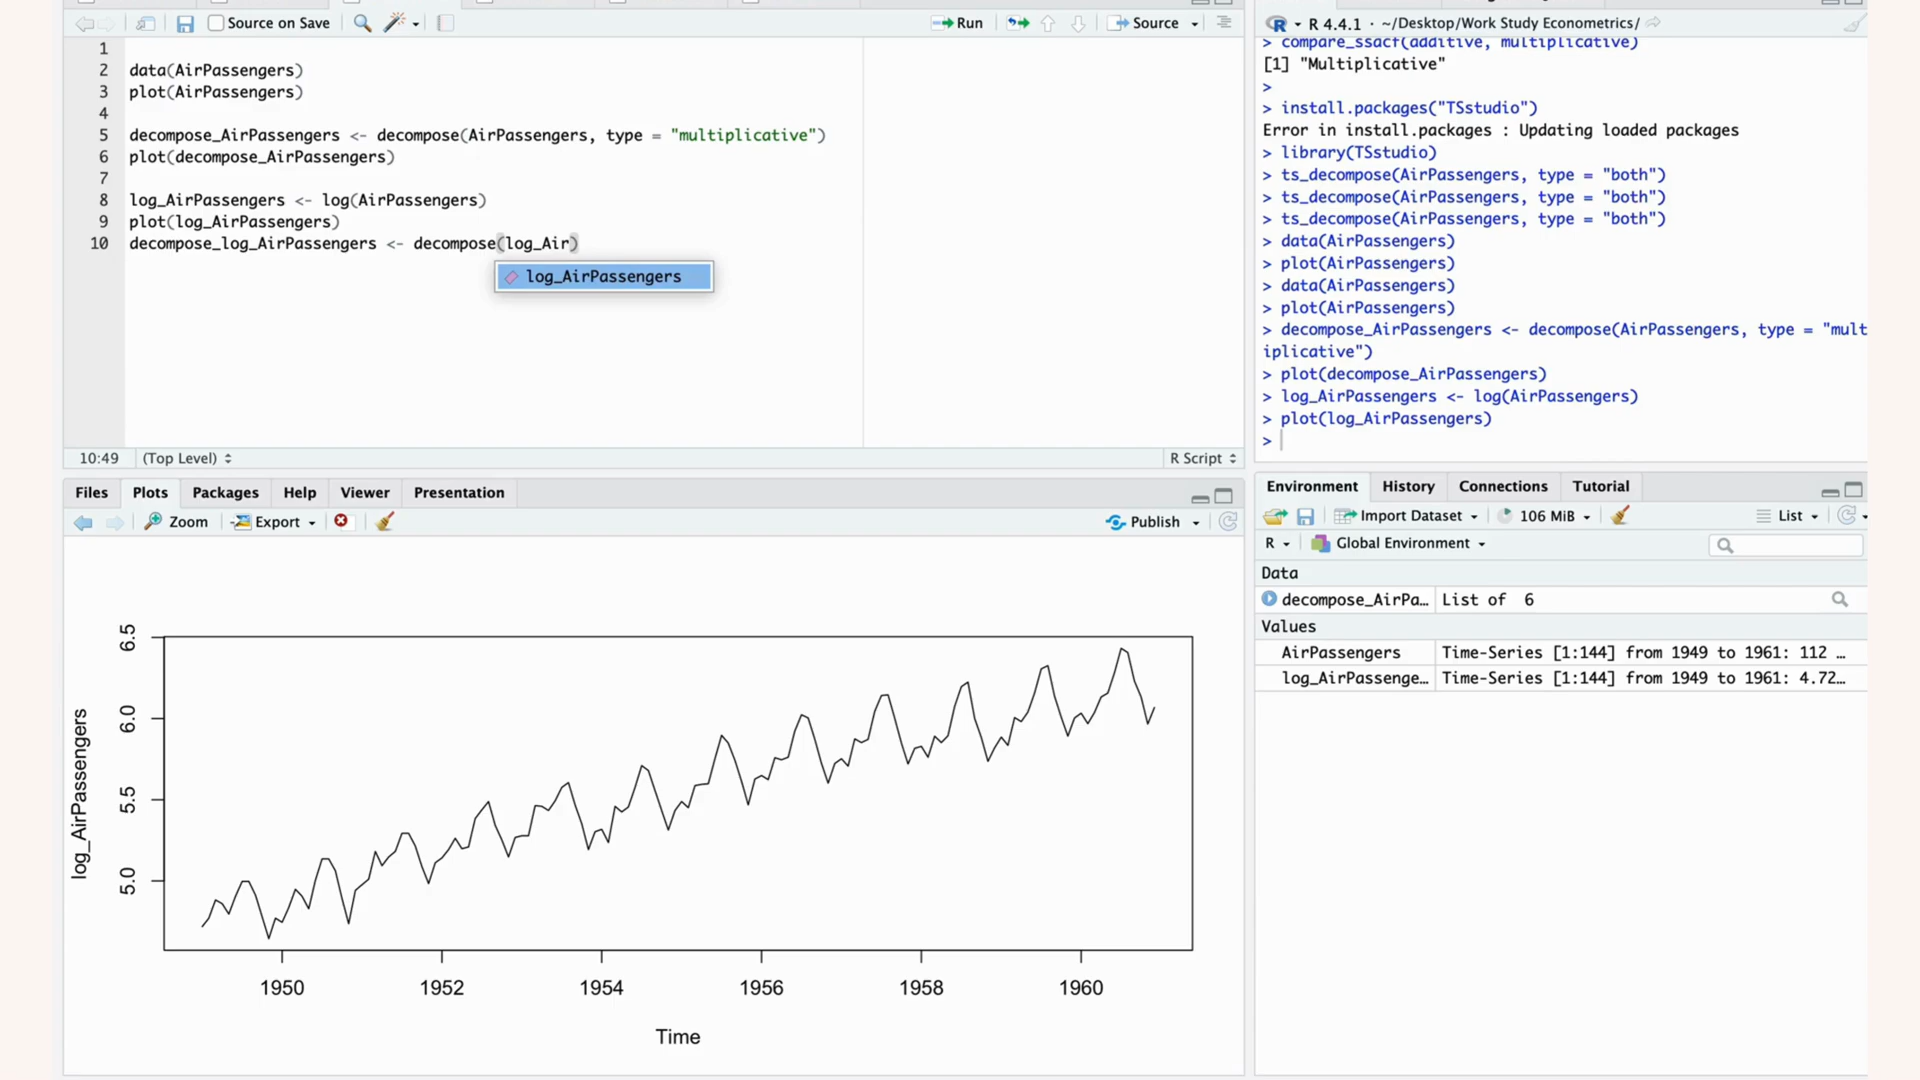 Source on Save
Run
Source
R 4.4.1 · ~/Desktop/Work Study Econometrics/
1
2 data(AirPassengers)
3 plot(AirPassengers)
4
5 decompose_AirPassengers <- decompose(AirPassengers, type = "multiplicative")
6 plot(decompose_AirPassengers)
7
8 log_AirPassengers <- log(AirPassengers)
9 plot(log_AirPassengers)
10 decompose_log_AirPassengers <- decompose(log_Air)
log_AirPassengers
10:49 (Top Level) R Script
> compare_ssacf(additive, multiplicative)
[1] "Multiplicative"
>
> install.packages("TSstudio")
Error in install.packages : Updating loaded packages
> library(TSstudio)
> ts_decompose(AirPassengers, type = "both")
> ts_decompose(AirPassengers, type = "both")
> ts_decompose(AirPassengers, type = "both")
> data(AirPassengers)
> plot(AirPassengers)
> data(AirPassengers)
> plot(AirPassengers)
> decompose_AirPassengers <- decompose(AirPassengers, type = "mult
iplicative")
> plot(decompose_AirPassengers)
> log_AirPassengers <- log(AirPassengers)
> plot(log_AirPassengers)
>
Files Plots Packages Help Viewer Presentation
Zoom Export Publish
log_AirPassengers
6.5
6.0
5.5
5.0
1950 1952 1954 1956 1958 1960
Time
Environment History Connections Tutorial
Import Dataset 106 MiB List
R Global Environment
Data
decompose_AirPa… List of 6
Values
AirPassengers Time-Series [1:144] from 1949 to 1961: 112 …
log_AirPassenge… Time-Series [1:144] from 1949 to 1961: 4.72…